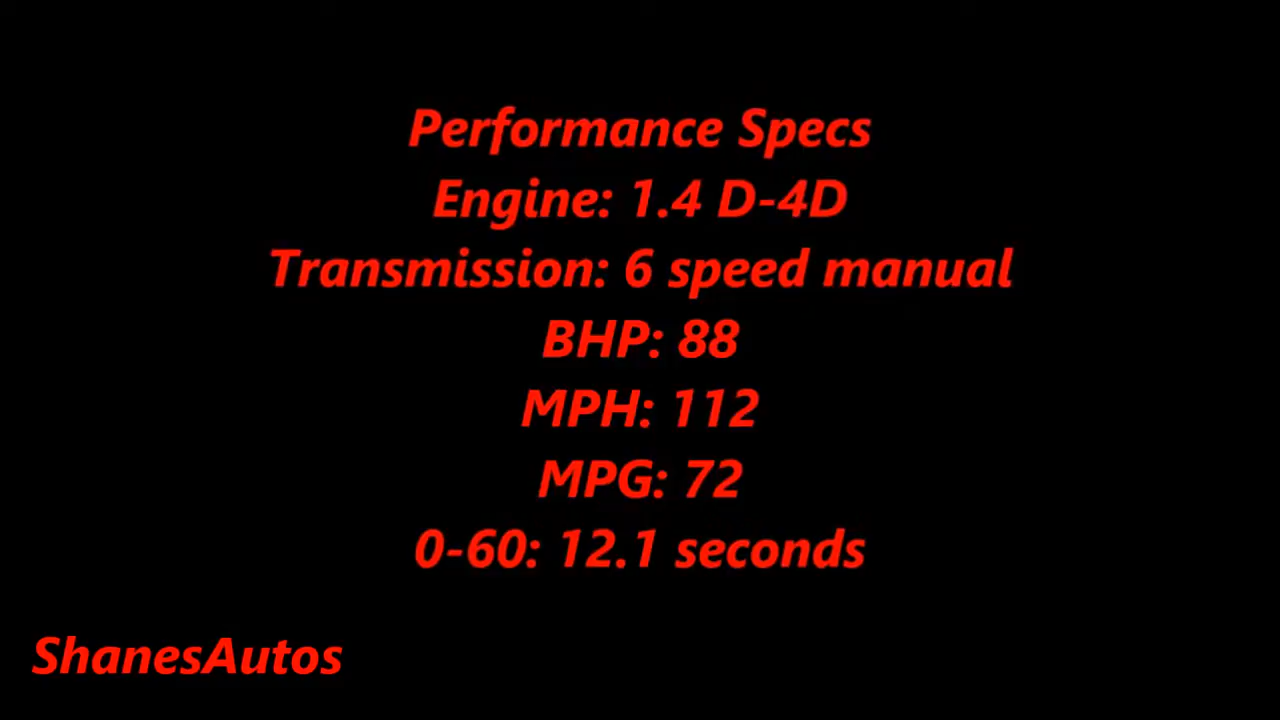 Performance Specs
Engine: 1.4 D-4D
Transmission: 6 speed manual
BHP: 88
MPH: 112
MPG: 72
0-60: 12.1 seconds
ShanesAutos